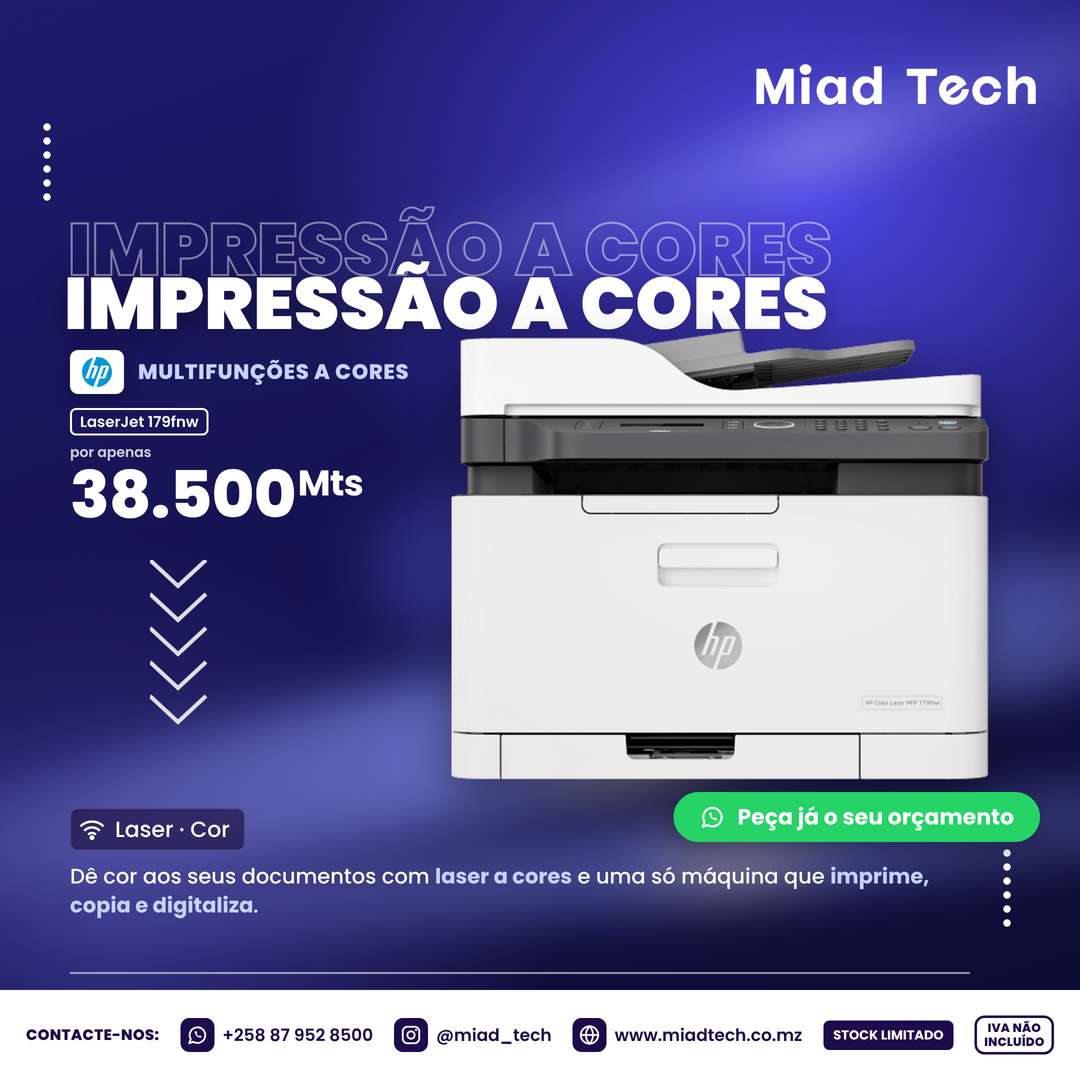 Miad Tech
IMPRESSÃO A CORES
IMPRESSÃO A CORES
hp MULTIFUNÇÕES A CORES
LaserJet 179fnw
por apenas
38.500Mts
hp
HP Color Laser MFP 179fnw
Peça já o seu orçamento
Laser · Cor
Dê cor aos seus documentos com laser a cores e uma só máquina que imprime,
copia e digitaliza.
CONTACTE-NOS: +258 87 952 8500 @miad_tech www.miadtech.co.mz STOCK LIMITADO IVA NÃO
INCLUÍDO